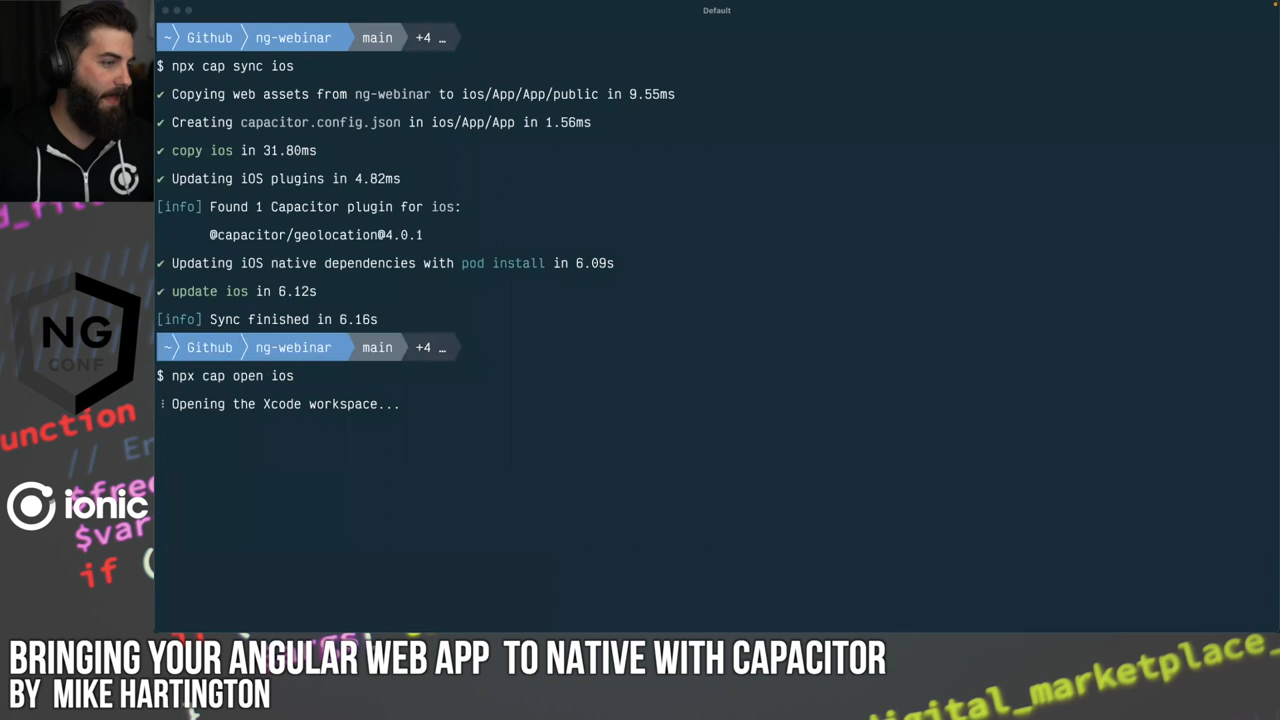 Default
~ Github ng-webinar main +4 …
$ npx cap sync ios
✔ Copying web assets from ng-webinar to ios/App/App/public in 9.55ms
✔ Creating capacitor.config.json in ios/App/App in 1.56ms
✔ copy ios in 31.80ms
✔ Updating iOS plugins in 4.82ms
[info] Found 1 Capacitor plugin for ios:
@capacitor/geolocation@4.0.1
✔ Updating iOS native dependencies with pod install in 6.09s
✔ update ios in 6.12s
[info] Sync finished in 6.16s
~ Github ng-webinar main +4 …
$ npx cap open ios
Opening the Xcode workspace...
NG
CONF
unction
// En
$free
ionic
$var
if (
BRINGING YOUR ANGULAR WEB APP TO NATIVE WITH CAPACITOR
BY MIKE HARTINGTON
digital_marketplace_